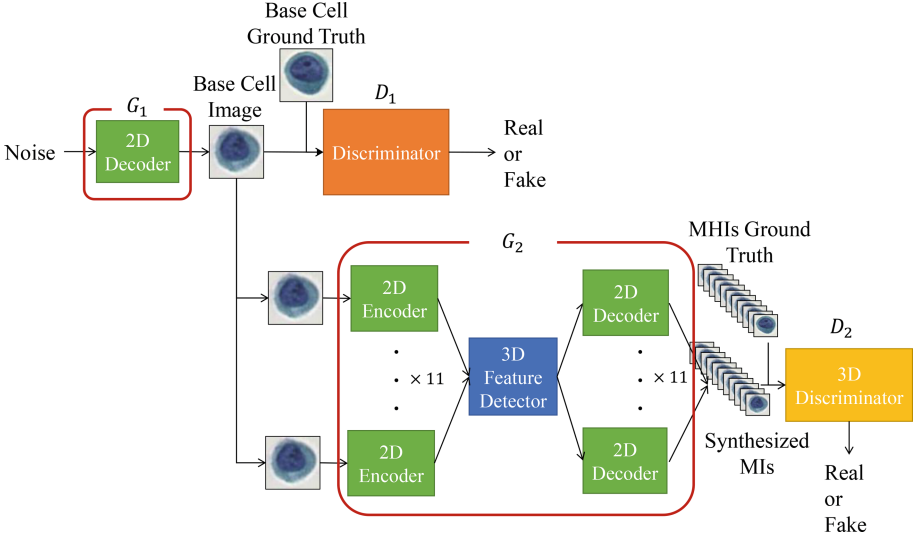 Base Cell
Ground Truth
Base Cell
Image
G₁
D₁
Noise
2D
Decoder
Discriminator
Real
or
Fake
G₂
MHIs Ground
Truth
2D
Encoder
2D
Decoder
D₂
× 11
3D
Feature
Detector
× 11
3D
Discriminator
2D
Encoder
2D
Decoder
Synthesized
MIs
Real
or
Fake